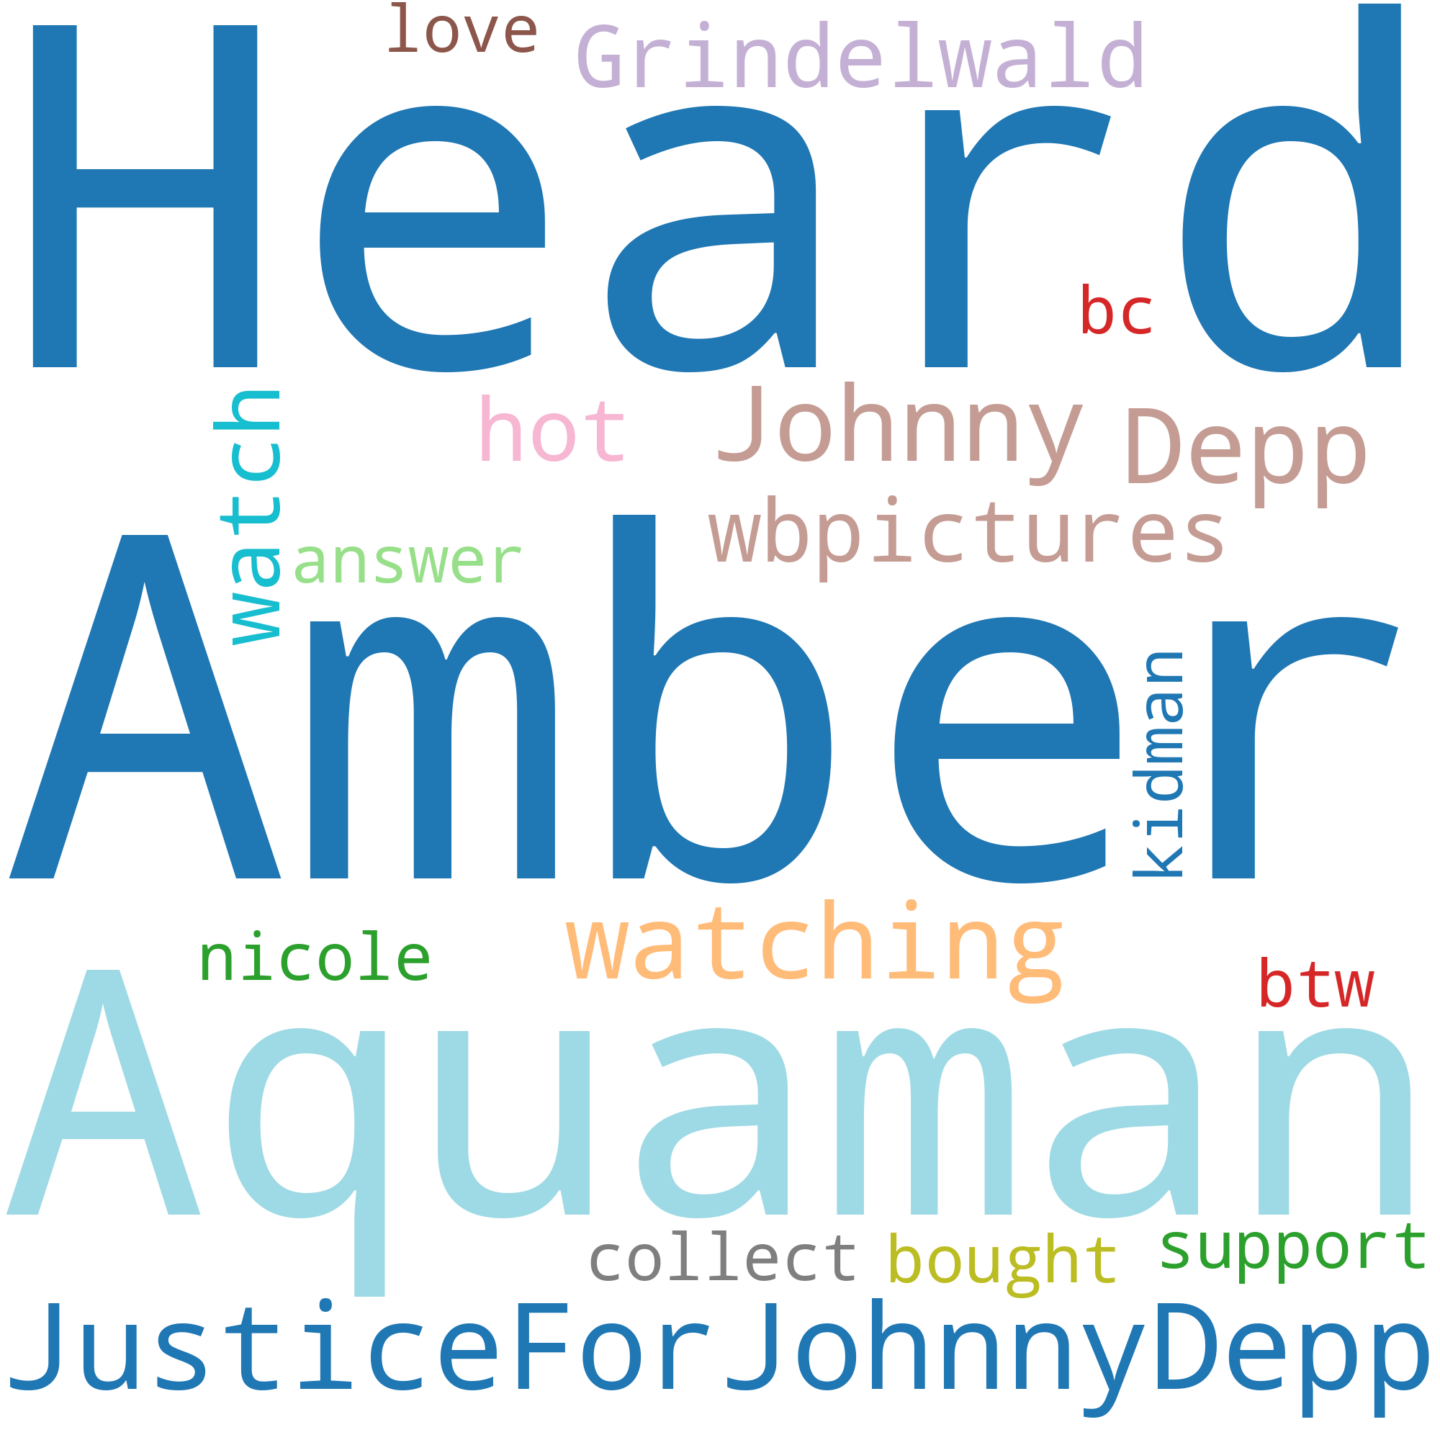 love Grindelwald
Heard
bc
watch
hot Johnny Depp
wbpictures
answer
Amber
kidman
nicole watching
btw
Aquaman
collect bought support
JusticeForJohnnyDepp